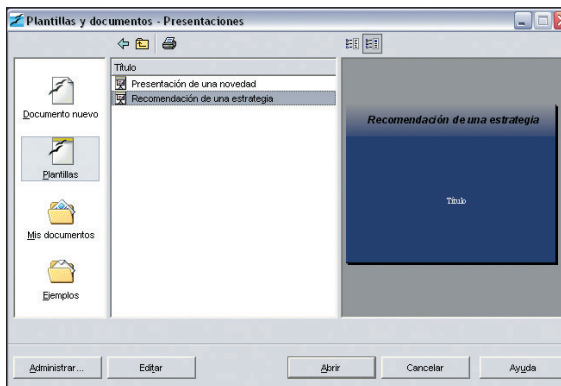 Plantillas y documentos - Presentaciones
Título
Presentación de una novedad
Recomendación de una estrategia
Documento nuevo
Plantillas
Mis documentos
Ejemplos
Recomendación de una estrategia
Título
Administrar...
Editar
Abrir
Cancelar
Ayuda